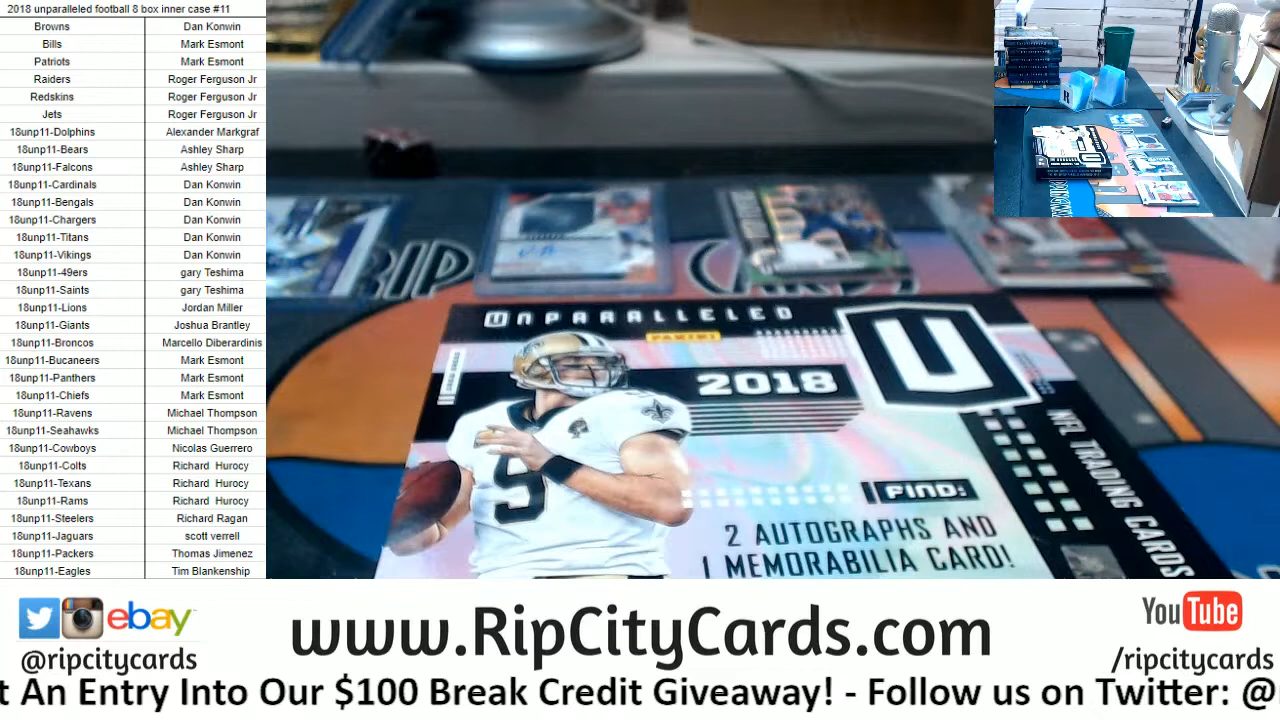 2018 unparalleled football 8 box inner case #11
Browns Dan Konwin
Bills Mark Esmont
Patriots Mark Esmont
Raiders Roger Ferguson Jr
Redskins Roger Ferguson Jr
Jets Roger Ferguson Jr
18unp11-Dolphins Alexander Markgraf
18unp11-Bears Ashley Sharp
18unp11-Falcons Ashley Sharp
18unp11-Cardinals Dan Konwin
18unp11-Bengals Dan Konwin
18unp11-Chargers Dan Konwin
18unp11-Titans Dan Konwin
18unp11-Vikings Dan Konwin
18unp11-49ers gary Teshima
18unp11-Saints gary Teshima
18unp11-Lions Jordan Miller
18unp11-Giants Joshua Brantley
18unp11-Broncos Marcello Diberardinis
18unp11-Bucaneers Mark Esmont
18unp11-Panthers Mark Esmont
18unp11-Chiefs Mark Esmont
18unp11-Ravens Michael Thompson
18unp11-Seahawks Michael Thompson
18unp11-Cowboys Nicolas Guerrero
18unp11-Colts Richard Hurocy
18unp11-Texans Richard Hurocy
18unp11-Rams Richard Hurocy
18unp11-Steelers Richard Ragan
18unp11-Jaguars scott verrell
18unp11-Packers Thomas Jimenez
18unp11-Eagles Tim Blankenship
RIP C
UNPARALLELED
PANINI
U
2018
5
FIND:
2 AUTOGRAPHS AND
1 MEMORABILIA CARD!
NFL TRADING CARDS
ebay
@ripcitycards
www.RipCityCards.com
YouTube
/ripcitycards
t An Entry Into Our $100 Break Credit Giveaway! - Follow us on Twitter: @